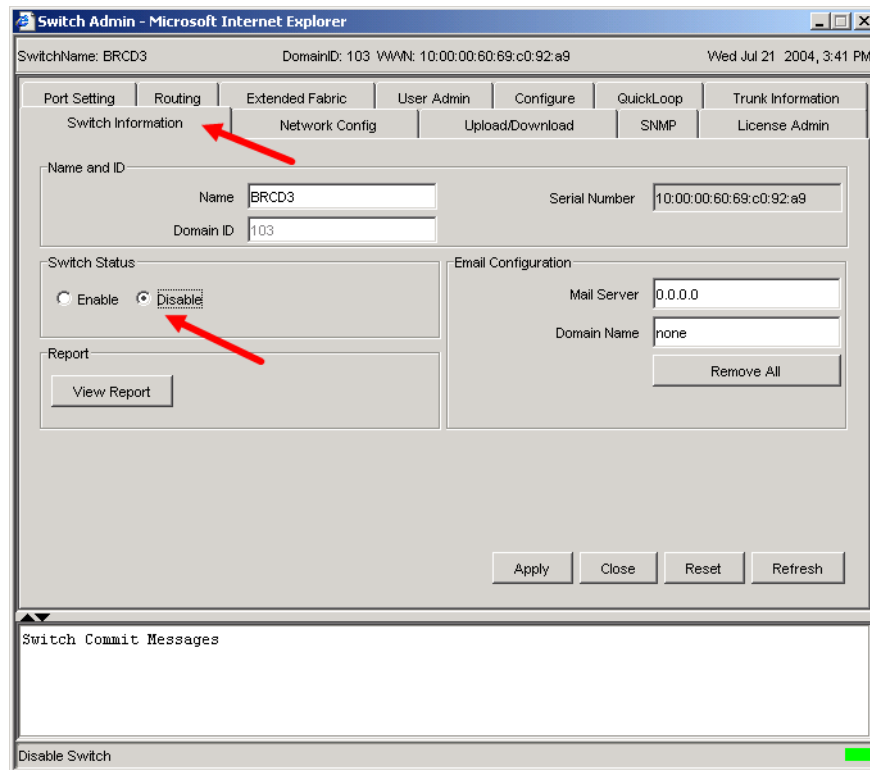 Switch Admin - Microsoft Internet Explorer
SwitchName: BRCD3 DomainID: 103 WWN: 10:00:00:60:69:c0:92:a9 Wed Jul 21 2004, 3:41 PM
Port Setting Routing Extended Fabric User Admin Configure QuickLoop Trunk Information
Switch Information Network Config Upload/Download SNMP License Admin
Name and ID
Name BRCD3 Serial Number 10:00:00:60:69:c0:92:a9
Domain ID 103
Switch Status Email Configuration
Enable Disable Mail Server 0.0.0.0
Domain Name none
Report
Remove All
View Report
Apply Close Reset Refresh
Switch Commit Messages
Disable Switch